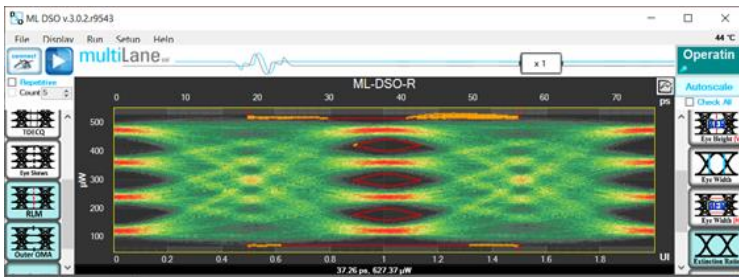 ML DSO v.3.0.2.r9543
File Display Run Setup Help
44 °C
connect
multiLane
x 1
Operatin
Repetitive
Count 5
ML-DSO-R
Autoscale
Check All
0 10 20 30 40 50 60 70 ps
TDECQ
Eye Skews
RLM
Outer OMA
500
400
300
200
100
µW
Eye Height
Eye Width
Eye Width
Extinction Ratio
0 0.2 0.4 0.6 0.8 1 1.2 1.4 1.6 1.8 UI
37.26 ps, 627.37 µW